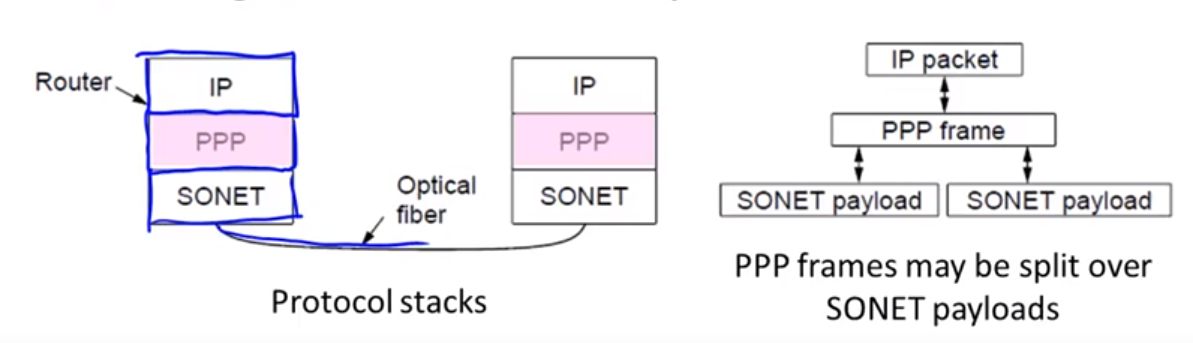 Router
IP
PPP
SONET
Optical
fiber
IP
PPP
SONET
Protocol stacks
IP packet
PPP frame
SONET payload
SONET payload
PPP frames may be split over
SONET payloads